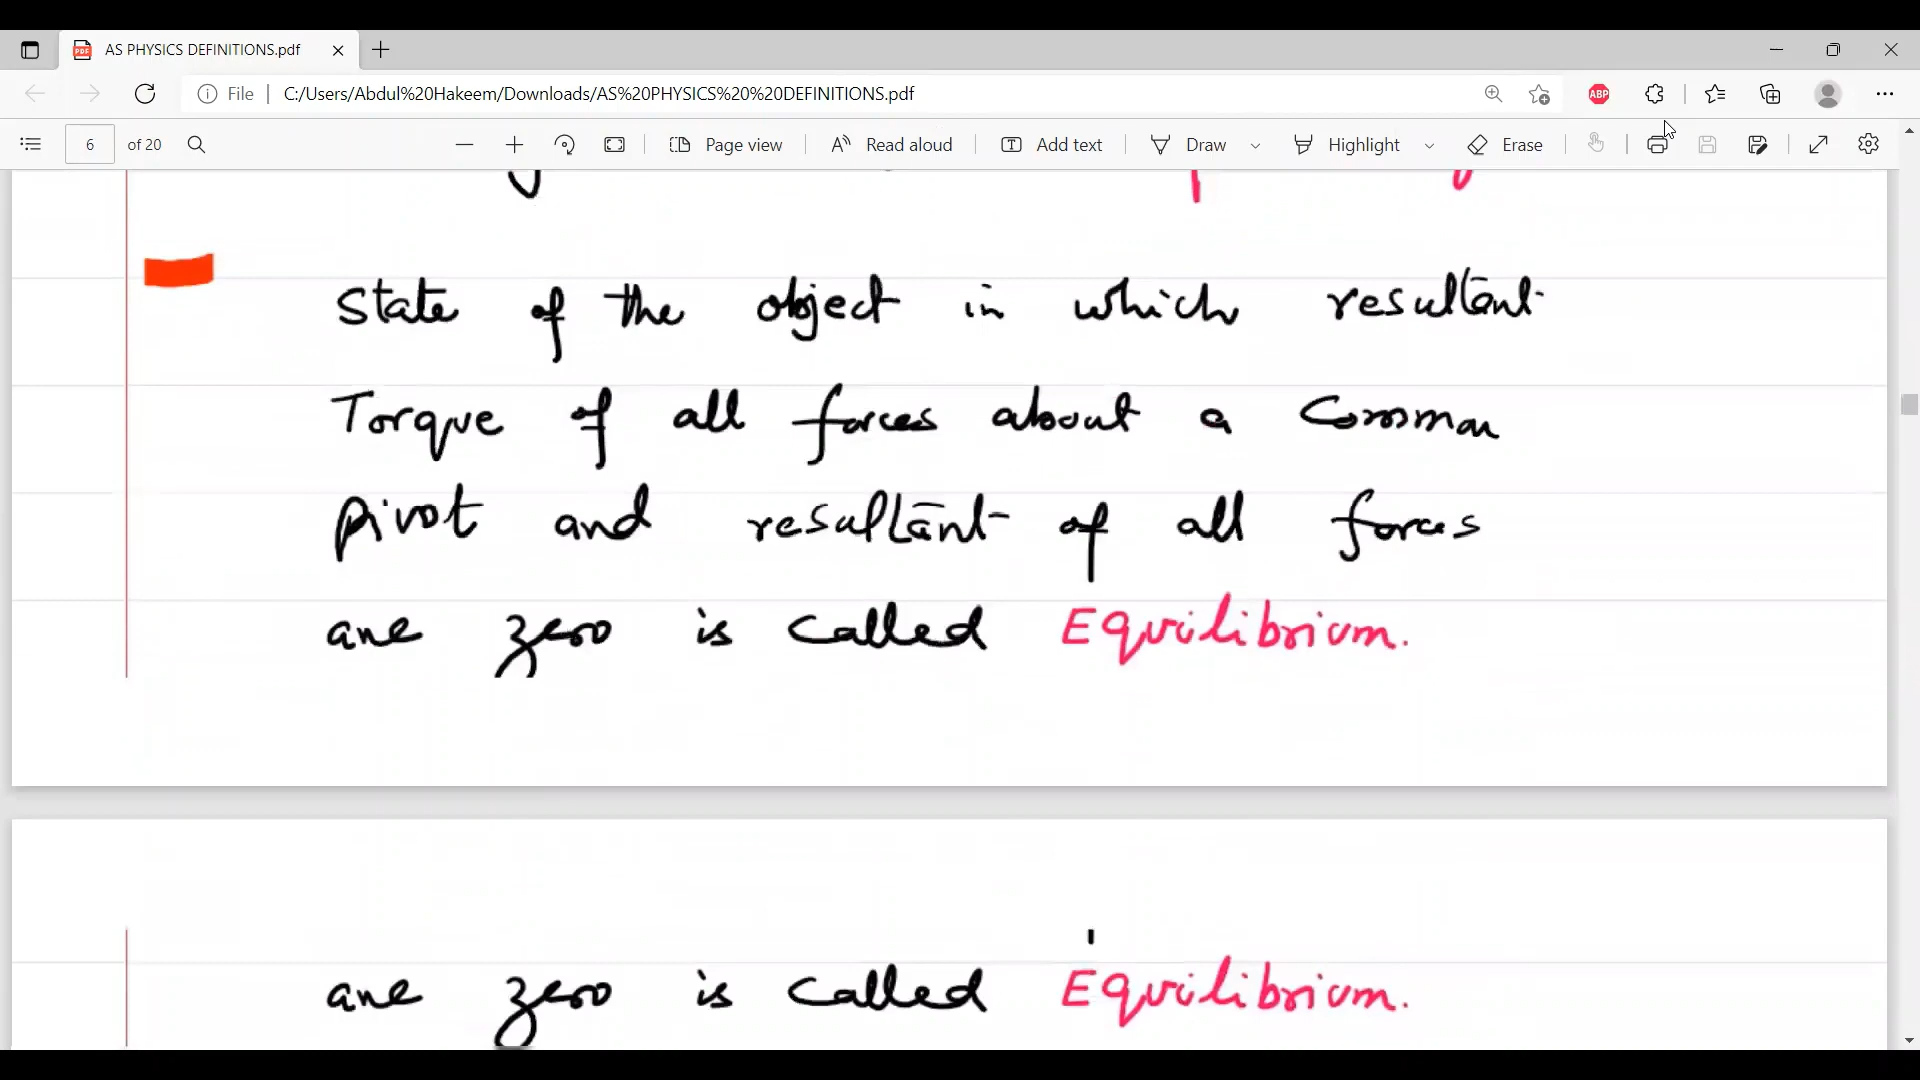 AS PHYSICS DEFINITIONS.pdf
File C:/Users/Abdul%20Hakeem/Downloads/AS%20PHYSICS%20%20DEFINITIONS.pdf
ABP
6 of 20 Page view Read aloud Add text Draw Highlight Erase
State of the object in which resultant
Torque of all forces about a common
pivot and resultant of all forces
are zero is called Equilibrium.
are zero is called Equilibrium.